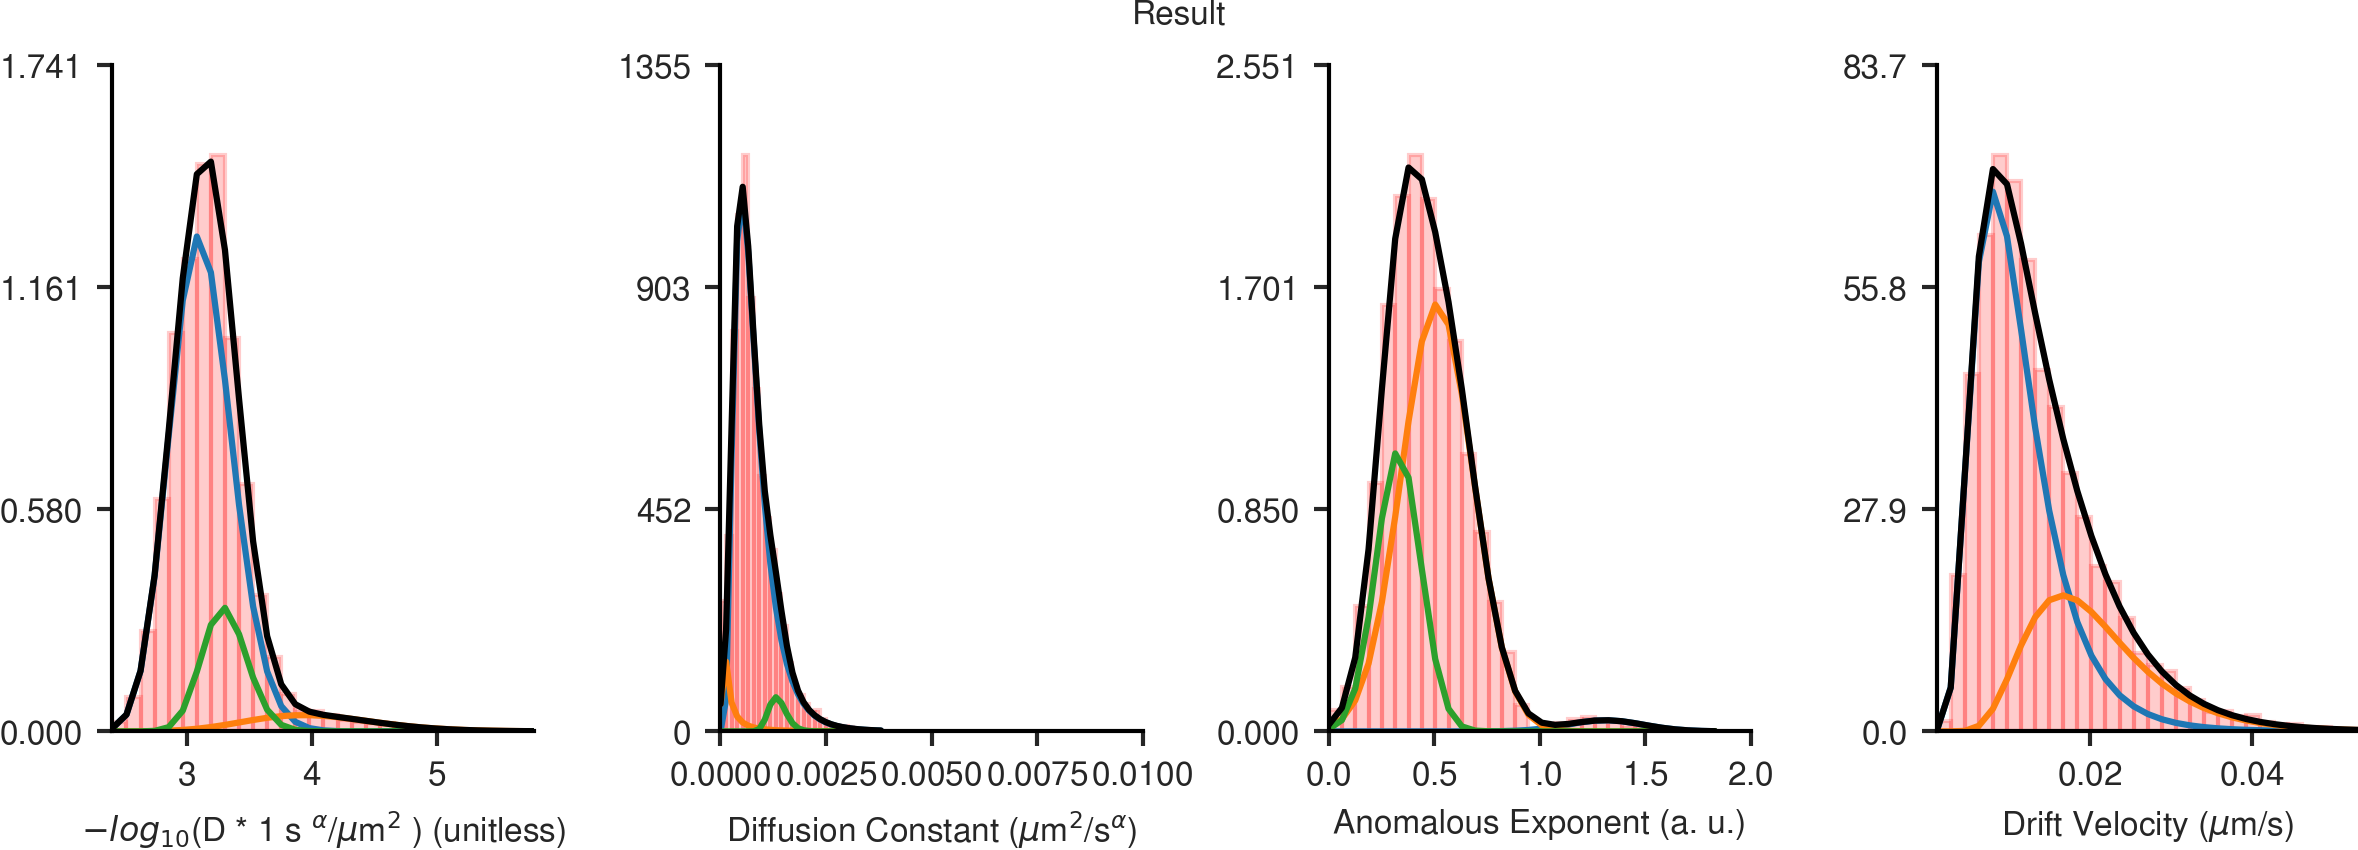 Result
1.741
1.161
0.580
0.000
3 4 5
−log10(D * 1 s α/μm2 ) (unitless)
1355
903
452
0
0.0000 0.0025 0.0050 0.0075 0.0100
Diffusion Constant (μm2/sα)
2.551
1.701
0.850
0.000
0.0 0.5 1.0 1.5 2.0
Anomalous Exponent (a. u.)
83.7
55.8
27.9
0.0
0.02 0.04
Drift Velocity (μm/s)